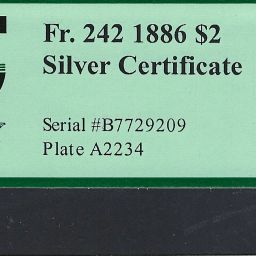 Fr. 242 1886 $2
Silver Certificate
Serial #B7729209
Plate A2234